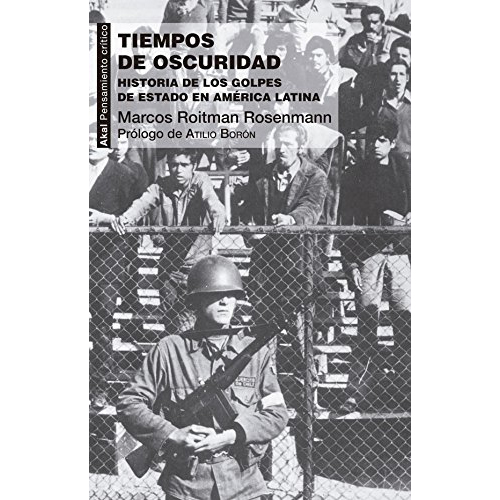 Akal Pensamiento crítico
TIEMPOS
DE OSCURIDAD
HISTORIA DE LOS GOLPES
DE ESTADO EN AMÉRICA LATINA
Marcos Roitman Rosenmann
Prólogo de ATILIO BORÓN